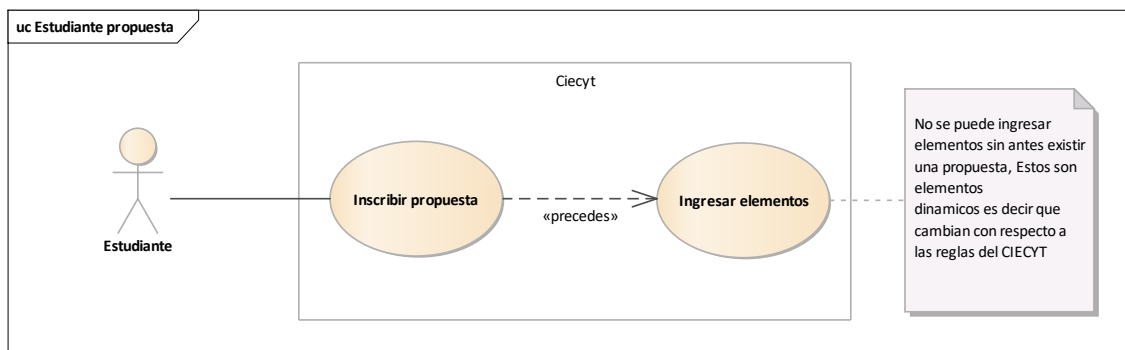 uc Estudiante propuesta
Ciecyt
Estudiante
Inscribir propuesta
«precedes»
Ingresar elementos
No se puede ingresar
elementos sin antes existir
una propuesta, Estos son
elementos
dinamicos es decir que
cambian con respecto a
las reglas del CIECYT